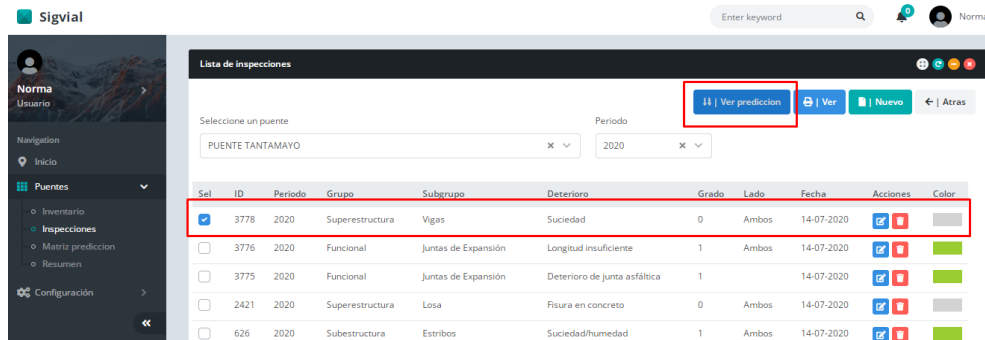 Sigvial
Enter keyword
0
Norma
Norma
Usuario
Navigation
Inicio
Puentes
Inventario
Inspecciones
Matriz prediccion
Resumen
Configuración
Lista de inspecciones
| Ver prediccion | Ver | Nuevo ← | Atras
Seleccione un puente Periodo
PUENTE TANTAMAYO 2020
Sel ID Periodo Grupo Subgrupo Deterioro Grado Lado Fecha Acciones Color
3778 2020 Superestructura Vigas Suciedad 0 Ambos 14-07-2020
3776 2020 Funcional Juntas de Expansión Longitud insuficiente 1 Ambos 14-07-2020
3775 2020 Funcional Juntas de Expansión Deterioro de junta asfáltica 1 14-07-2020
2421 2020 Superestructura Losa Fisura en concreto 0 Ambos 14-07-2020
626 2020 Subestructura Estribos Suciedad/humedad 1 Ambos 14-07-2020